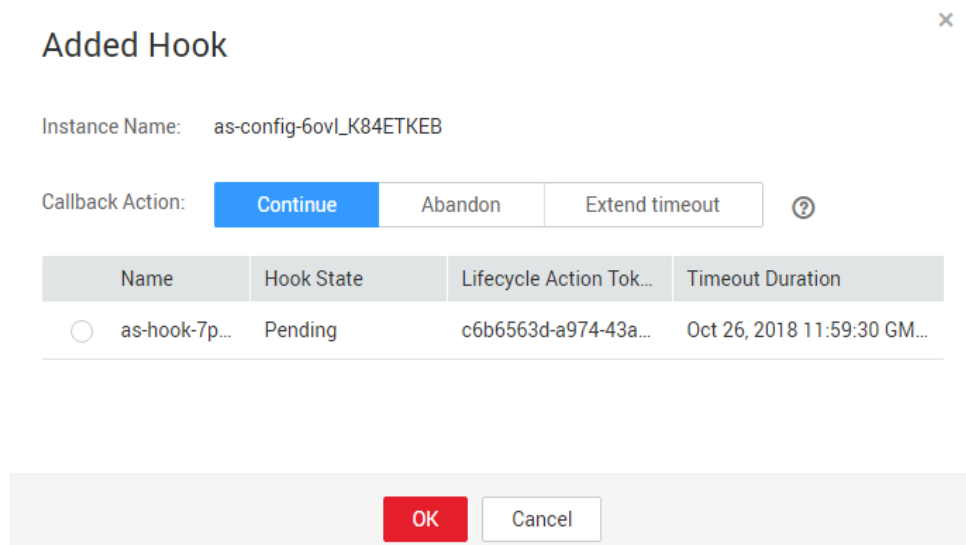 ×
Added Hook
Instance Name: as-config-6ovl_K84ETKEB
Callback Action: Continue Abandon Extend timeout ?
Name Hook State Lifecycle Action Tok... Timeout Duration
as-hook-7p... Pending c6b6563d-a974-43a... Oct 26, 2018 11:59:30 GM...
OK Cancel